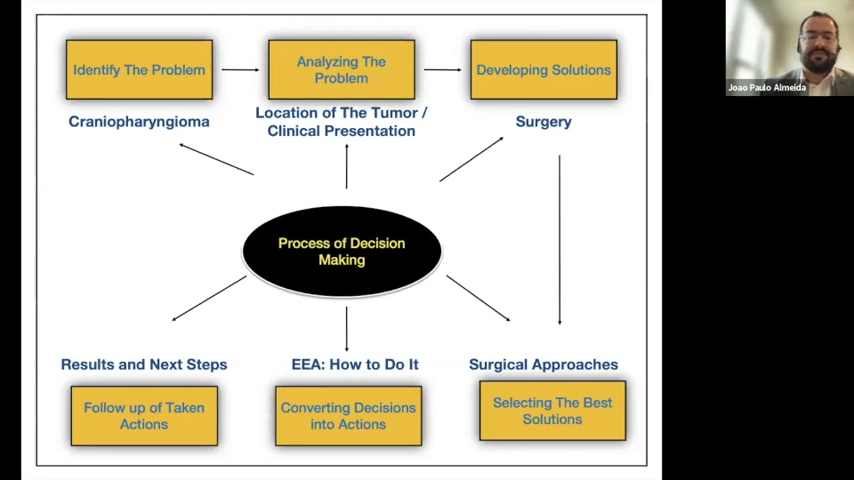 Identify The Problem
Analyzing The
Problem
Developing Solutions
Craniopharyngioma
Location of The Tumor /
Clinical Presentation
Surgery
Process of Decision
Making
Results and Next Steps
EEA: How to Do It
Surgical Approaches
Follow up of Taken
Actions
Converting Decisions
into Actions
Selecting The Best
Solutions
Joao Paulo Almeida